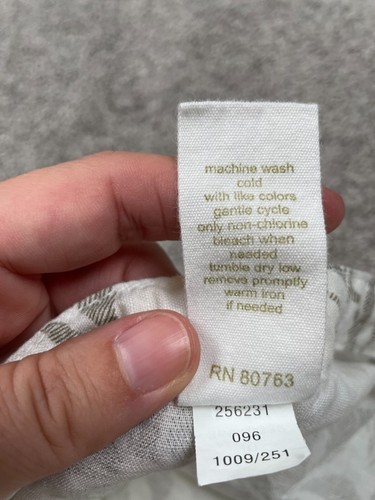 machine wash
cold
with like colors
gentle cycle
only non-chlorine
bleach when
needed
tumble dry low
remove promptly
warm iron
if needed
RN 80763
256231
096
1009/251